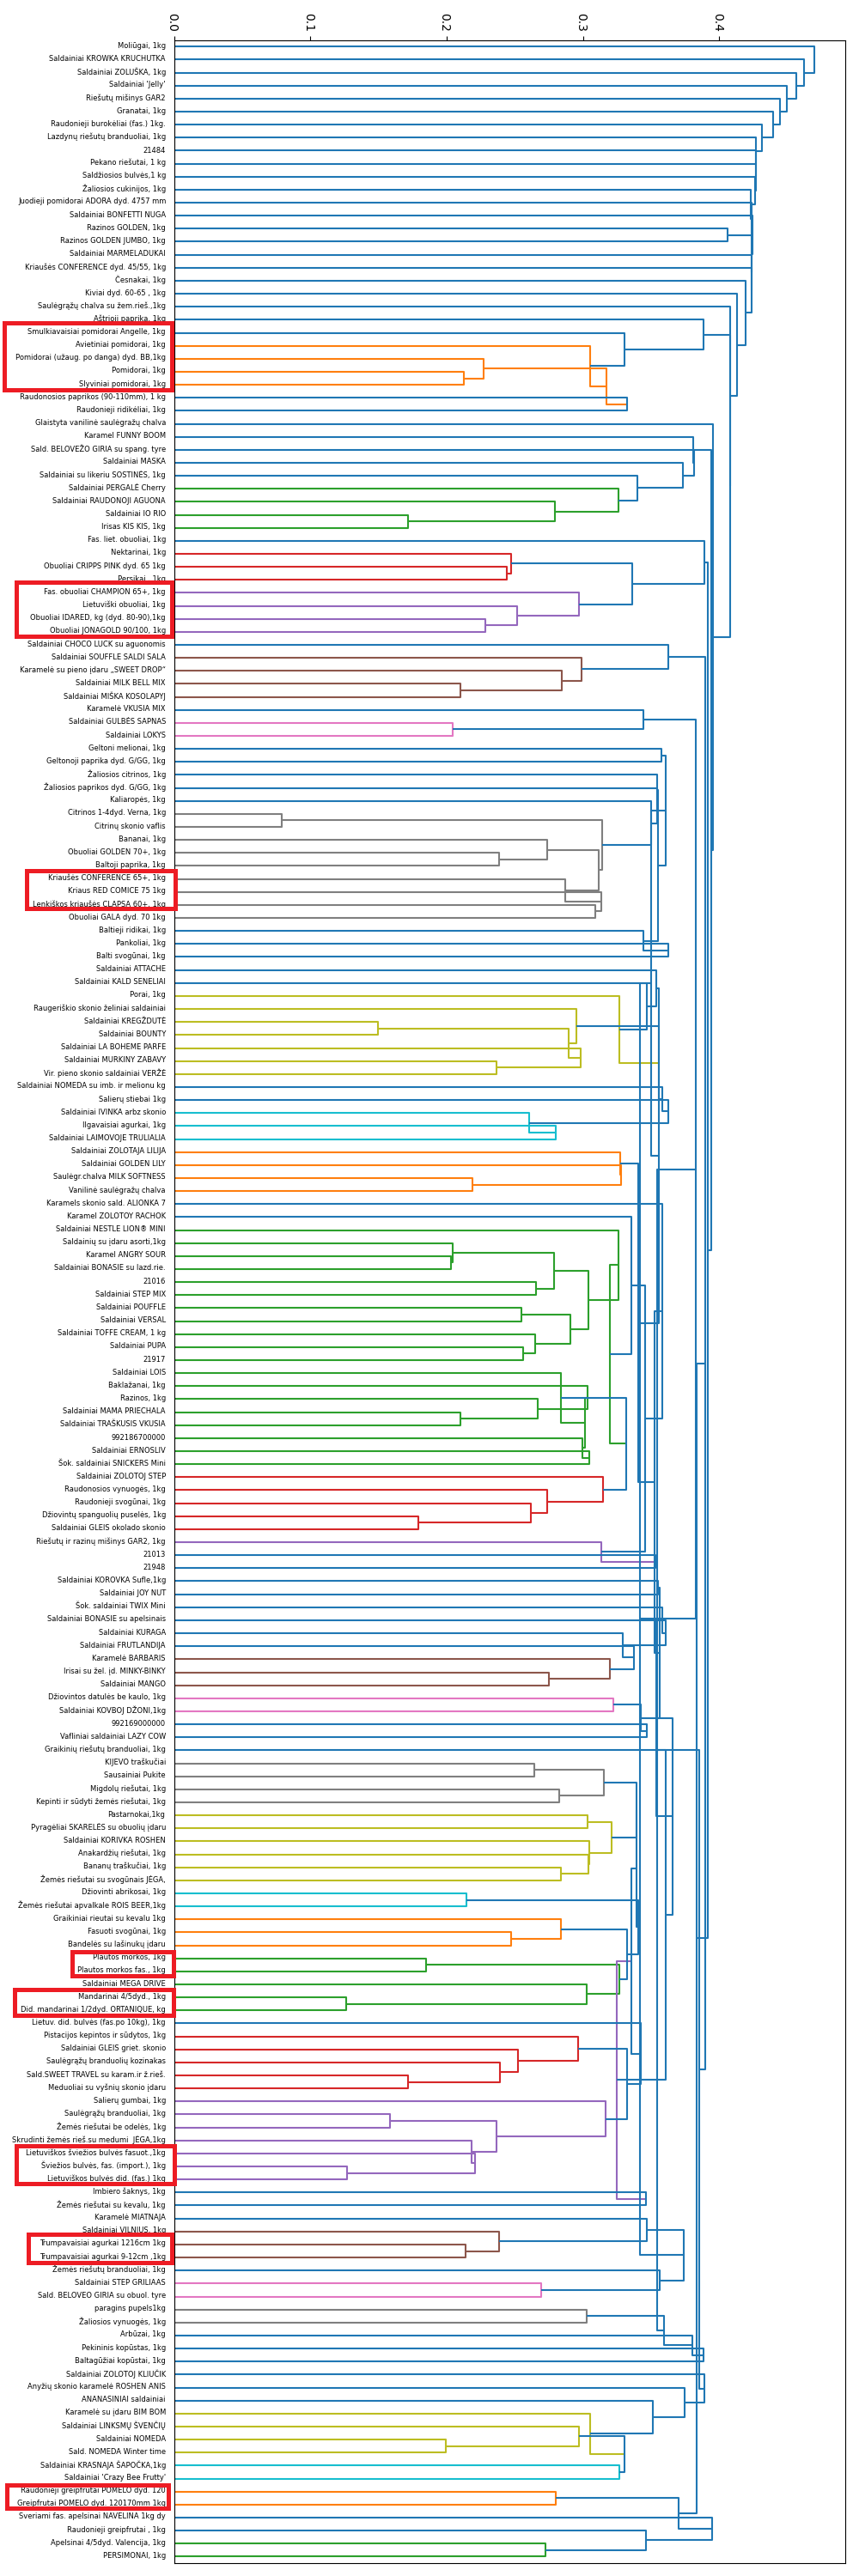 0.0
0.1
0.2
0.3
0.4
Moliūgai, 1kg
Saldainiai KROWKA KRUCHUTKA
Saldainiai ZOLUŠKA, 1kg
Saldainiai 'Jelly'
Riešutų mišinys GAR2
Granatai, 1kg
Raudonieji burokėliai (fas.) 1kg.
Lazdynų riešutų branduoliai, 1kg
21484
Pekano riešutai, 1 kg
Saldžiosios bulvės,1 kg
Žaliosios cukinijos, 1kg
Juodieji pomidorai ADORA dyd. 4757 mm
Saldainiai BONFETTI NUGA
Razinos GOLDEN, 1kg
Razinos GOLDEN JUMBO, 1kg
Saldainiai MARMELADUKAI
Kriaušės CONFERENCE dyd. 45/55, 1kg
Česnakai, 1kg
Kiviai dyd. 60-65 , 1kg
Saulėgrąžų chalva su žem.rieš.,1kg
Aštrioji paprika, 1kg
Smulkiavaisiai pomidorai Angelle, 1kg
Avietiniai pomidorai, 1kg
Pomidorai (užaug. po danga) dyd. BB,1kg
Pomidorai, 1kg
Slyviniai pomidorai, 1kg
Raudonosios paprikos (90-110mm), 1 kg
Raudonieji ridikėliai, 1kg
Glaistyta vanilinė saulėgražų chalva
Karamel FUNNY BOOM
Sald. BELOVEŽO GIRIA su spang. tyre
Saldainiai MASKA
Saldainiai su likeriu SOSTINĖS, 1kg
Saldainiai PERGALĖ Cherry
Saldainiai RAUDONOJI AGUONA
Saldainiai IO RIO
Irisas KIS KIS, 1kg
Fas. liet. obuoliai, 1kg
Nektarinai, 1kg
Obuoliai CRIPPS PINK dyd. 65 1kg
Persikai , 1kg
Fas. obuoliai CHAMPION 65+, 1kg
Lietuviški obuoliai, 1kg
Obuoliai IDARED, kg (dyd. 80-90),1kg
Obuoliai JONAGOLD 90/100, 1kg
Saldainiai CHOCO LUCK su aguonomis
Saldainiai SOUFFLE SALDI SALA
Karamelė su pieno įdaru „SWEET DROP"
Saldainiai MILK BELL MIX
Saldainiai MIŠKA KOSOLAPYJ
Karamelė VKUSIA MIX
Saldainiai GULBĖS SAPNAS
Saldainiai LOKYS
Geltoni melionai, 1kg
Geltonoji paprika dyd. G/GG, 1kg
Žaliosios citrinos, 1kg
Žaliosios paprikos dyd. G/GG, 1kg
Kaliaropės, 1kg
Citrinos 1-4dyd. Verna, 1kg
Citrinų skonio vaflis
Bananai, 1kg
Obuoliai GOLDEN 70+, 1kg
Baltoji paprika, 1kg
Kriaušės CONFERENCE 65+, 1kg
Kriaus RED COMICE 75 1kg
Lenkiškos kriaušės CLAPSA 60+, 1kg
Obuoliai GALA dyd. 70 1kg
Baltieji ridikai, 1kg
Pankoliai, 1kg
Balti svogūnai, 1kg
Saldainiai ATTACHE
Saldainiai KALD SENELIAI
Porai, 1kg
Raugeriškio skonio želiniai saldainiai
Saldainiai KREGŽDUTĖ
Saldainiai BOUNTY
Saldainiai LA BOHEME PARFE
Saldainiai MURKINY ZABAVY
Vir. pieno skonio saldainiai VERŽĖ
Saldainiai NOMEDA su imb. ir melionu kg
Salierų stiebai 1kg
Saldainiai IVINKA arbz skonio
Ilgavaisiai agurkai, 1kg
Saldainiai LAIMOVOJE TRULIALIA
Saldainiai ZOLOTAJA LILIJA
Saldainiai GOLDEN LILY
Saulėgr.chalva MILK SOFTNESS
Vanilinė saulėgražų chalva
Karamels skonio sald. ALIONKA 7
Karamel ZOLOTOY RACHOK
Saldainiai NESTLE LION® MINI
Saldainių su įdaru asorti,1kg
Karamel ANGRY SOUR
Saldainiai BONASIE su lazd.rie.
21016
Saldainiai STEP MIX
Saldainiai POUFFLE
Saldainiai VERSAL
Saldainiai TOFFE CREAM, 1 kg
Saldainiai PUPA
21917
Saldainiai LOIS
Baklažanai, 1kg
Razinos, 1kg
Saldainiai MAMA PRIECHALA
Saldainiai TRAŠKUSIS VKUSIA
992186700000
Saldainiai ERNOSLIV
Šok. saldainiai SNICKERS Mini
Saldainiai ZOLOTOJ STEP
Raudonosios vynuogės, 1kg
Raudonieji svogūnai, 1kg
Džiovintų spanguolių puselės, 1kg
Saldainiai GLEIS okolado skonio
Riešutų ir razinų mišinys GAR2, 1kg
21013
21948
Saldainiai KOROVKA Sufle,1kg
Saldainiai JOY NUT
Šok. saldainiai TWIX Mini
Saldainiai BONASIE su apelsinais
Saldainiai KURAGA
Saldainiai FRUTLANDIJA
Karamelė BARBARIS
Irisai su žel. įd. MINKY-BINKY
Saldainiai MANGO
Džiovintos datulės be kaulo, 1kg
Saldainiai KOVBOJ DŽONI,1kg
992169000000
Vafliniai saldainiai LAZY COW
Graikinių riešutų branduoliai, 1kg
KIJEVO traškučiai
Sausainiai Pukite
Migdolų riešutai, 1kg
Kepinti ir sūdyti žemės riešutai, 1kg
Pastarnokai,1kg
Pyragėliai SKARELĖS su obuolių įdaru
Saldainiai KORIVKA ROSHEN
Anakardžių riešutai, 1kg
Bananų traškučiai, 1kg
Žemės riešutai su svogūnais JĖGA,
Džiovinti abrikosai, 1kg
Žemės riešutai apvalkale ROIS BEER,1kg
Graikiniai rieutai su kevalu 1kg
Fasuoti svogūnai, 1kg
Bandelės su lašinukų įdaru
Plautos morkos, 1kg
Plautos morkos fas., 1kg
Saldainiai MEGA DRIVE
Mandarinai 4/5dyd., 1kg
Did. mandarinai 1/2dyd. ORTANIQUE, kg
Lietuv. did. bulvės (fas.po 10kg), 1kg
Pistacijos kepintos ir sūdytos, 1kg
Saldainiai GLEIS griet. skonio
Saulėgrąžų branduolių kozinakas
Sald.SWEET TRAVEL su karam.ir ž.rieš.
Meduoliai su vyšnių skonio įdaru
Salierų gumbai, 1kg
Saulėgrąžų branduoliai, 1kg
Žemės riešutai be odelės, 1kg
Skrudinti žemės rieš.su medumi JĖGA,1kg
Lietuviškos šviežios bulvės fasuot.,1kg
Šviežios bulvės, fas. (import.), 1kg
Lietuviškos bulvės did. (fas.) 1kg
Imbiero šaknys, 1kg
Žemės riešutai su kevalu, 1kg
Karamelė MIATNAJA
Saldainiai VILNIUS, 1kg
Trumpavaisiai agurkai 1216cm 1kg
Trumpavaisiai agurkai 9-12cm ,1kg
Žemės riešutų branduoliai, 1kg
Saldainiai STEP GRILIAAS
Sald. BELOVEO GIRIA su obuol. tyre
paragins pupels1kg
Žaliosios vynuogės, 1kg
Arbūzai, 1kg
Pekininis kopūstas, 1kg
Baltagūžiai kopūstai, 1kg
Saldainiai ZOLOTOJ KLIUČIK
Anyžių skonio karamelė ROSHEN ANIS
ANANASINIAI saldainiai
Karamelė su įdaru BIM BOM
Saldainiai LINKSMŲ ŠVENČIŲ
Saldainiai NOMEDA
Sald. NOMEDA Winter time
Saldainiai KRASNAJA ŠAPOČKA,1kg
Saldainiai 'Crazy Bee Frutty'
Raudonieji greipfrutai POMELO dyd. 120
Greipfrutai POMELO dyd. 120170mm 1kg
Sveriami fas. apelsinai NAVELINA 1kg dy
Raudonieji greipfrutai , 1kg
Apelsinai 4/5dyd. Valencija, 1kg
PERSIMONAI, 1kg